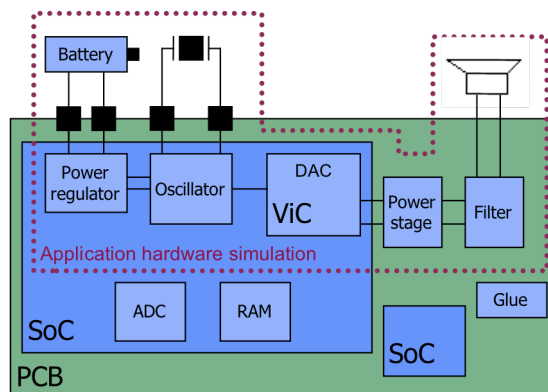 Battery
Power
regulator
Oscillator
DAC
ViC
Power
stage
Filter
Application hardware simulation
ADC
RAM
Glue
SoC
SoC
PCB